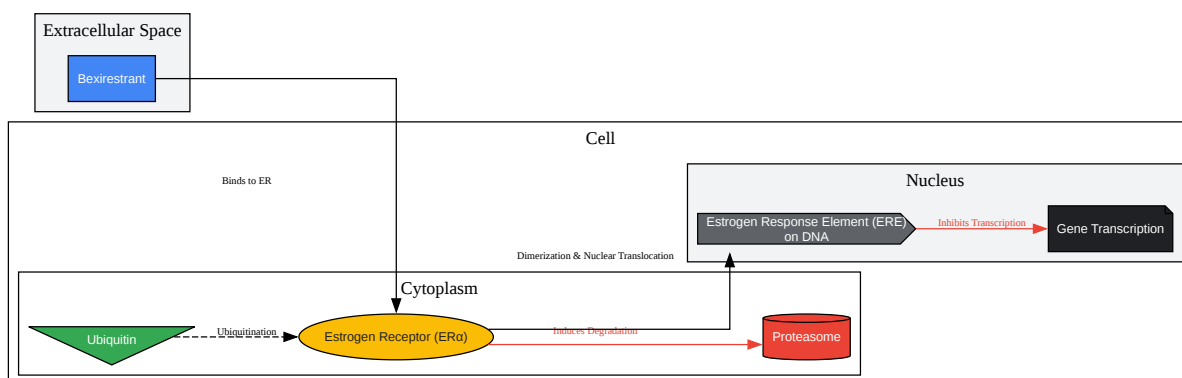 Extracellular Space
Bexirestrant
Cell
Binds to ER
Nucleus
Estrogen Response Element (ERE)
on DNA
Inhibits Transcription
Gene Transcription
Dimerization & Nuclear Translocation
Cytoplasm
Ubiquitin
Ubiquitination
Estrogen Receptor (ERα)
Induces Degradation
Proteasome